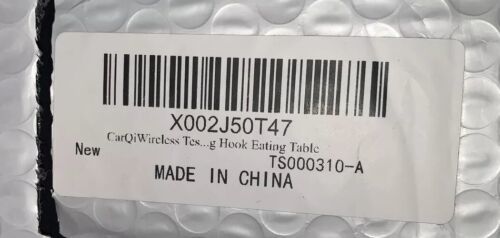 X002J50T47
CarQiWireless Tes...g Hook Eating Table
New
TS000310-A
MADE IN CHINA